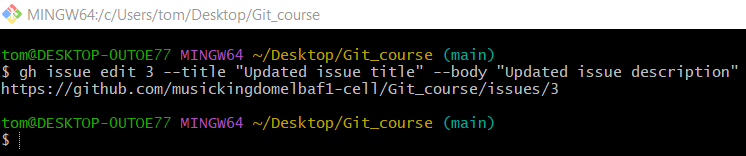 MINGW64:/c/Users/tom/Desktop/Git_course
tom@DESKTOP-OUTOE77 MINGW64 ~/Desktop/Git_course (main)
$ gh issue edit 3 --title "Updated issue title" --body "Updated issue description"
https://github.com/musickingdomelbaf1-cell/Git_course/issues/3
tom@DESKTOP-OUTOE77 MINGW64 ~/Desktop/Git_course (main)
$